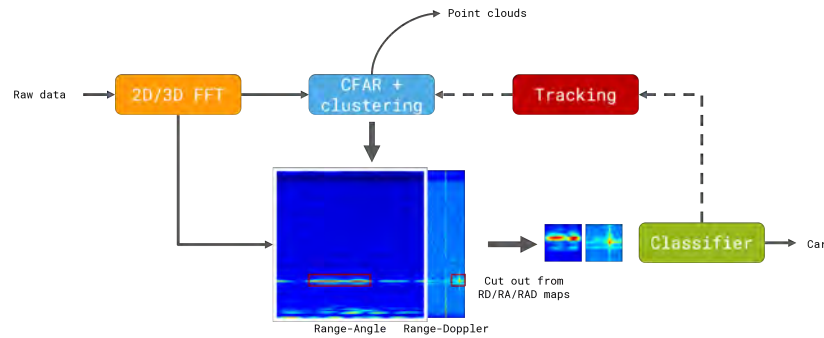 Point clouds
Raw data
2D/3D FFT
CFAR +
clustering
Tracking
Classifier
Car
Cut out from
RD/RA/RAD maps
Range-Angle
Range-Doppler